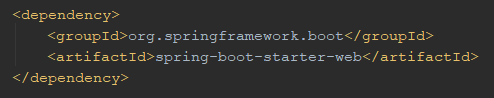 <dependency>
<groupId>org.springframework.boot</groupId>
<artifactId>spring-boot-starter-web</artifactId>
</dependency>